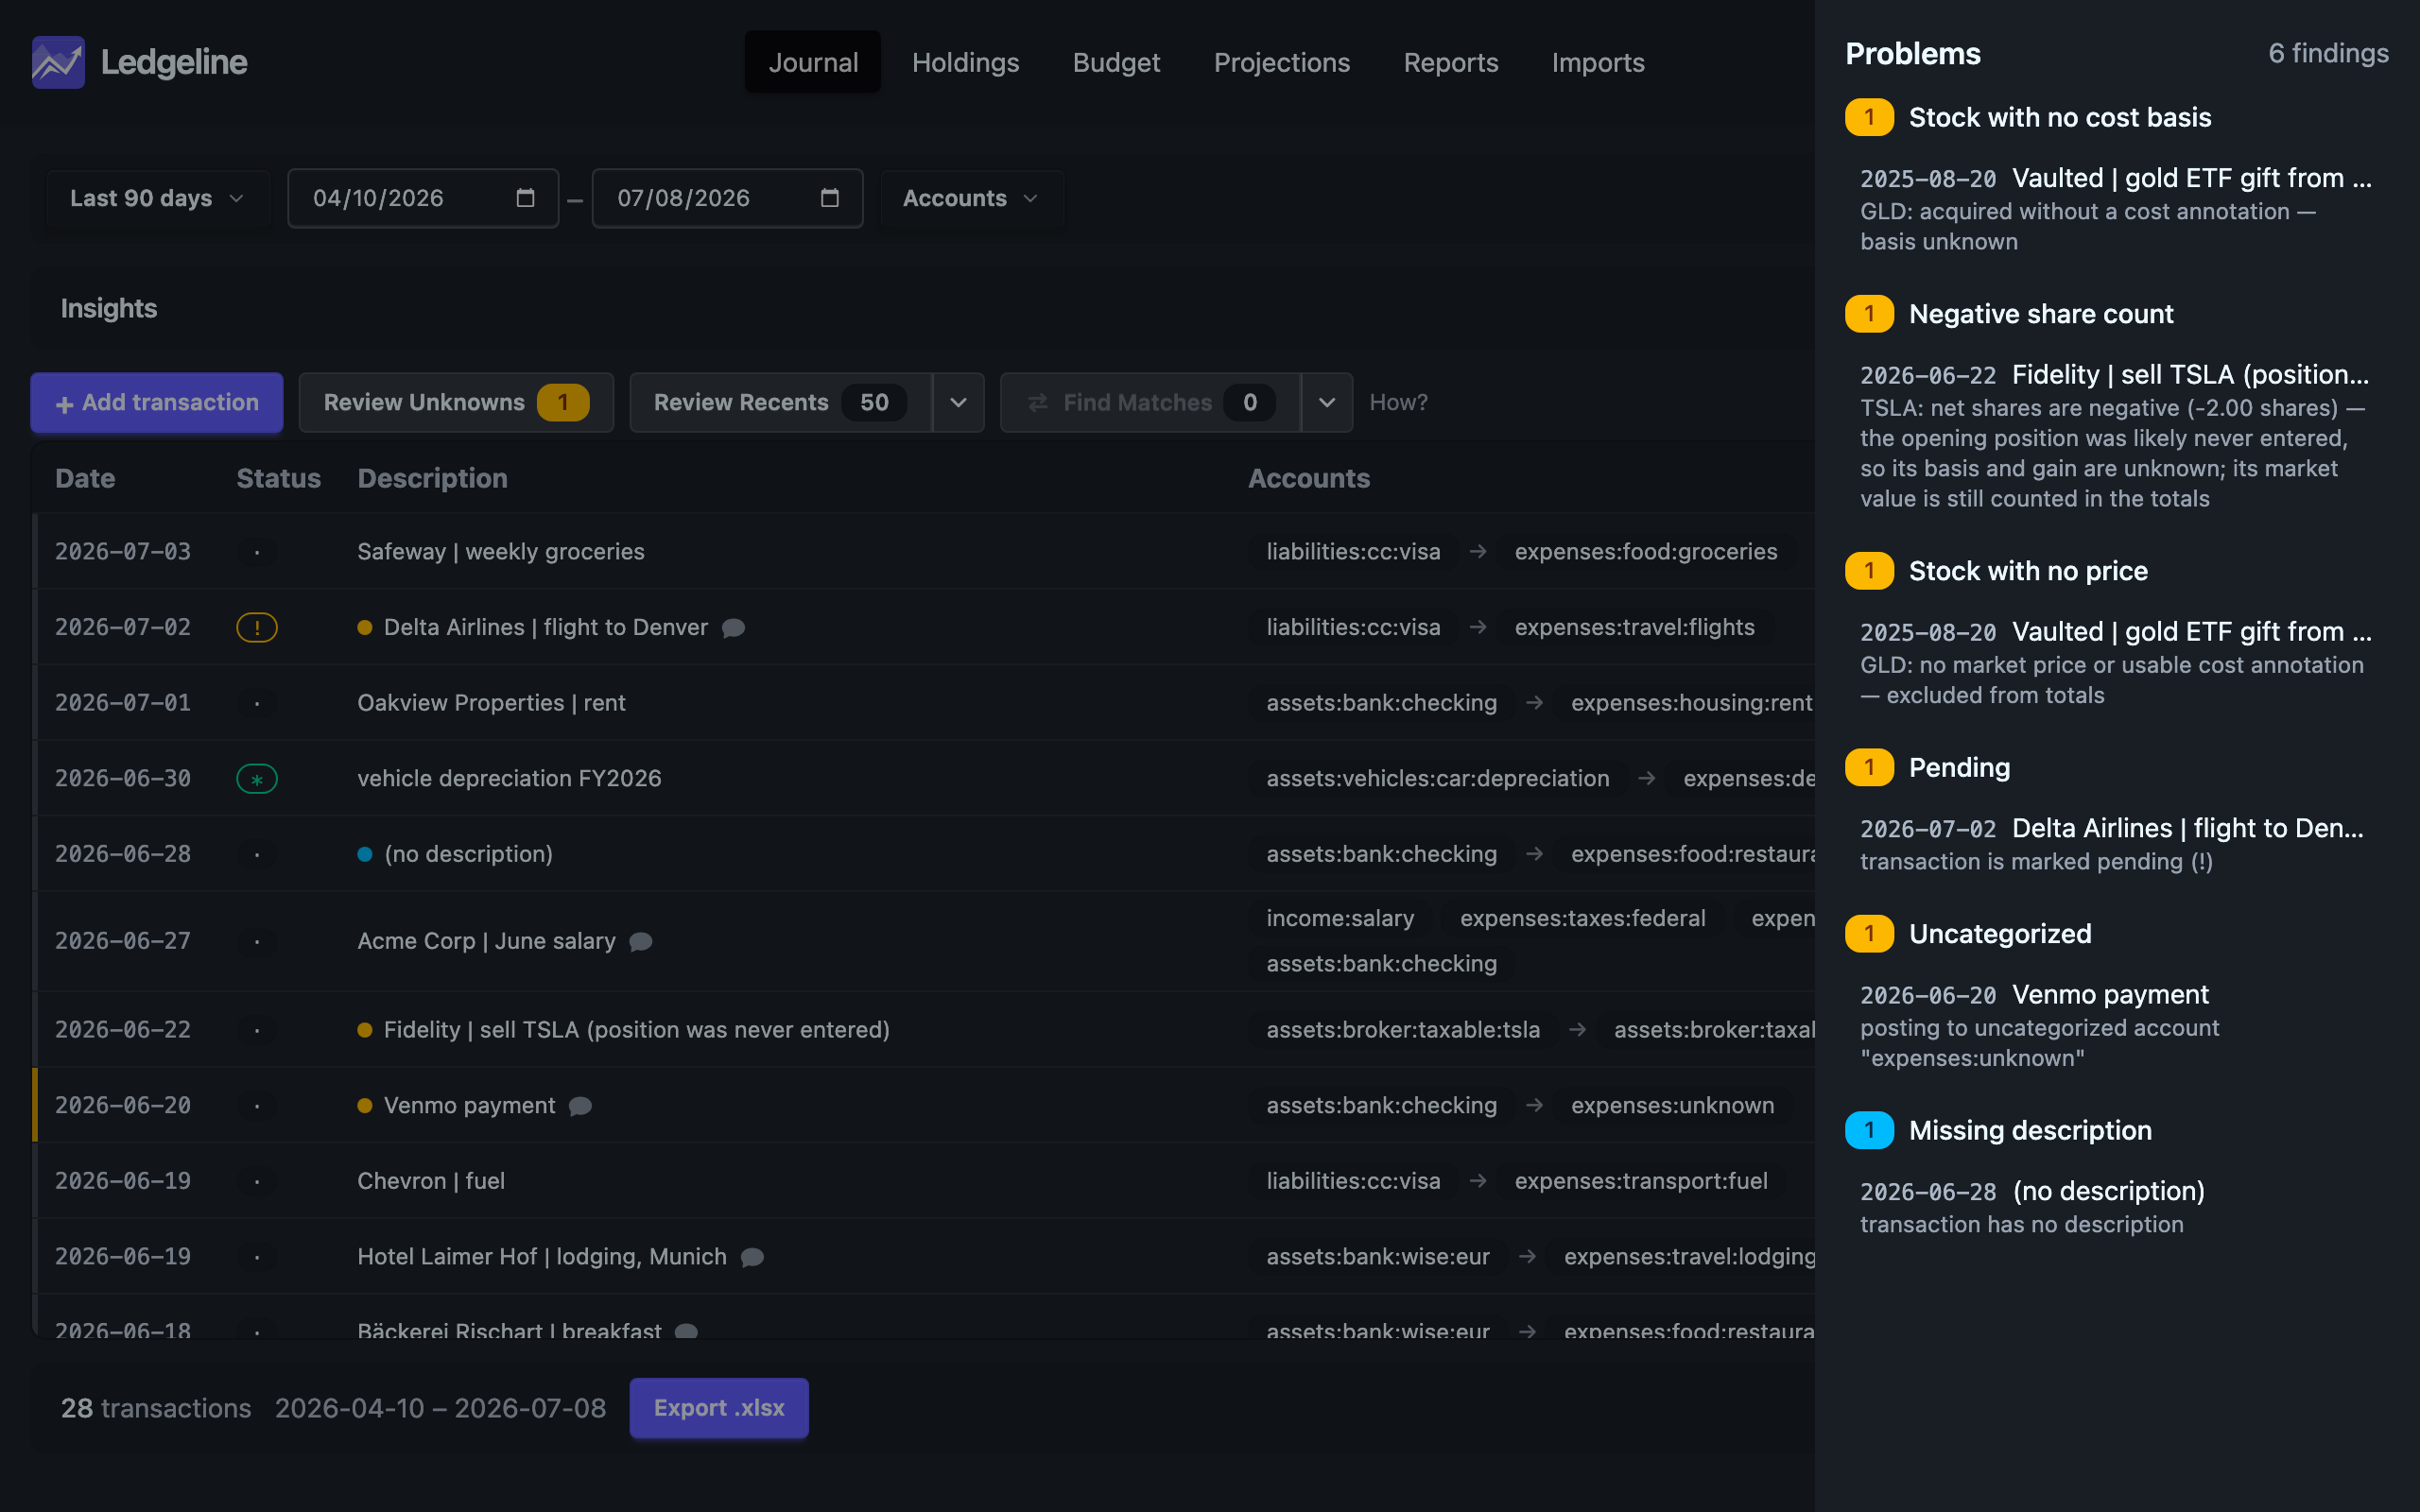 Ledgeline
Journal Holdings Budget Projections Reports Imports
Last 90 days 04/10/2026 – 07/08/2026 Accounts
Insights
+ Add transaction Review Unknowns 1 Review Recents 50 Find Matches 0 How?
Date Status Description Accounts
2026-07-03 · Safeway | weekly groceries liabilities:cc:visa → expenses:food:groceries
2026-07-02 ! Delta Airlines | flight to Denver liabilities:cc:visa → expenses:travel:flights
2026-07-01 · Oakview Properties | rent assets:bank:checking → expenses:housing:rent
2026-06-30 * vehicle depreciation FY2026 assets:vehicles:car:depreciation → expenses:de
2026-06-28 · (no description) assets:bank:checking → expenses:food:restaura
2026-06-27 · Acme Corp | June salary income:salary expenses:taxes:federal expen
assets:bank:checking
2026-06-22 · Fidelity | sell TSLA (position was never entered) assets:broker:taxable:tsla → assets:broker:taxal
2026-06-20 · Venmo payment assets:bank:checking → expenses:unknown
2026-06-19 · Chevron | fuel liabilities:cc:visa → expenses:transport:fuel
2026-06-19 · Hotel Laimer Hof | lodging, Munich assets:bank:wise:eur → expenses:travel:lodging
2026-06-18 · Bäckerei Rischart | breakfast assets:bank:wise:eur → expenses:food:restaura
28 transactions 2026-04-10 – 2026-07-08 Export .xlsx
Problems 6 findings
1 Stock with no cost basis
2025-08-20 Vaulted | gold ETF gift from ...
GLD: acquired without a cost annotation —
basis unknown
1 Negative share count
2026-06-22 Fidelity | sell TSLA (position...
TSLA: net shares are negative (-2.00 shares) —
the opening position was likely never entered,
so its basis and gain are unknown; its market
value is still counted in the totals
1 Stock with no price
2025-08-20 Vaulted | gold ETF gift from ...
GLD: no market price or usable cost annotation
— excluded from totals
1 Pending
2026-07-02 Delta Airlines | flight to Den...
transaction is marked pending (!)
1 Uncategorized
2026-06-20 Venmo payment
posting to uncategorized account
"expenses:unknown"
1 Missing description
2026-06-28 (no description)
transaction has no description